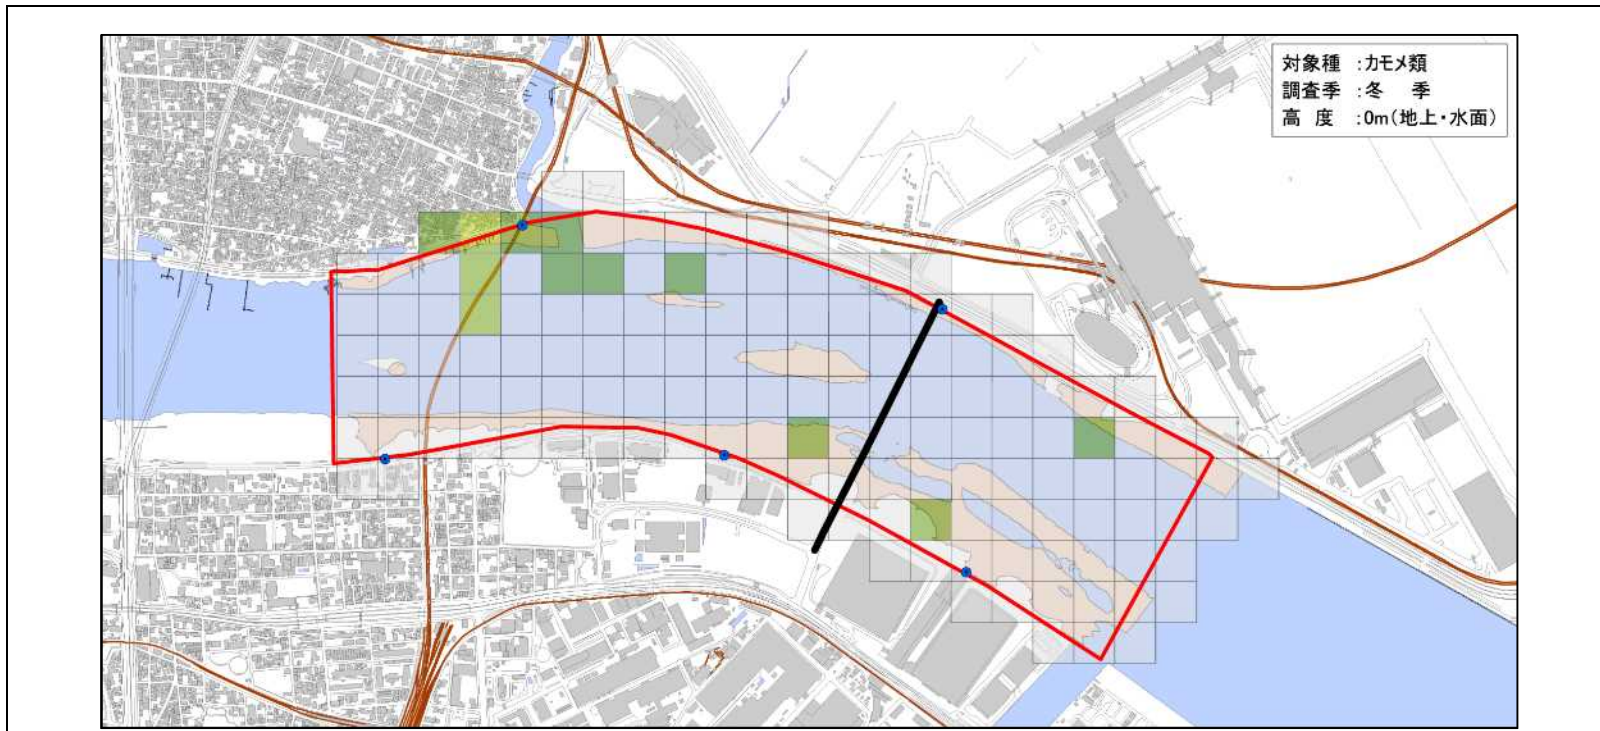 対象種 :カモメ類
調査季 :冬 季
高 度 :0m(地上・水面)